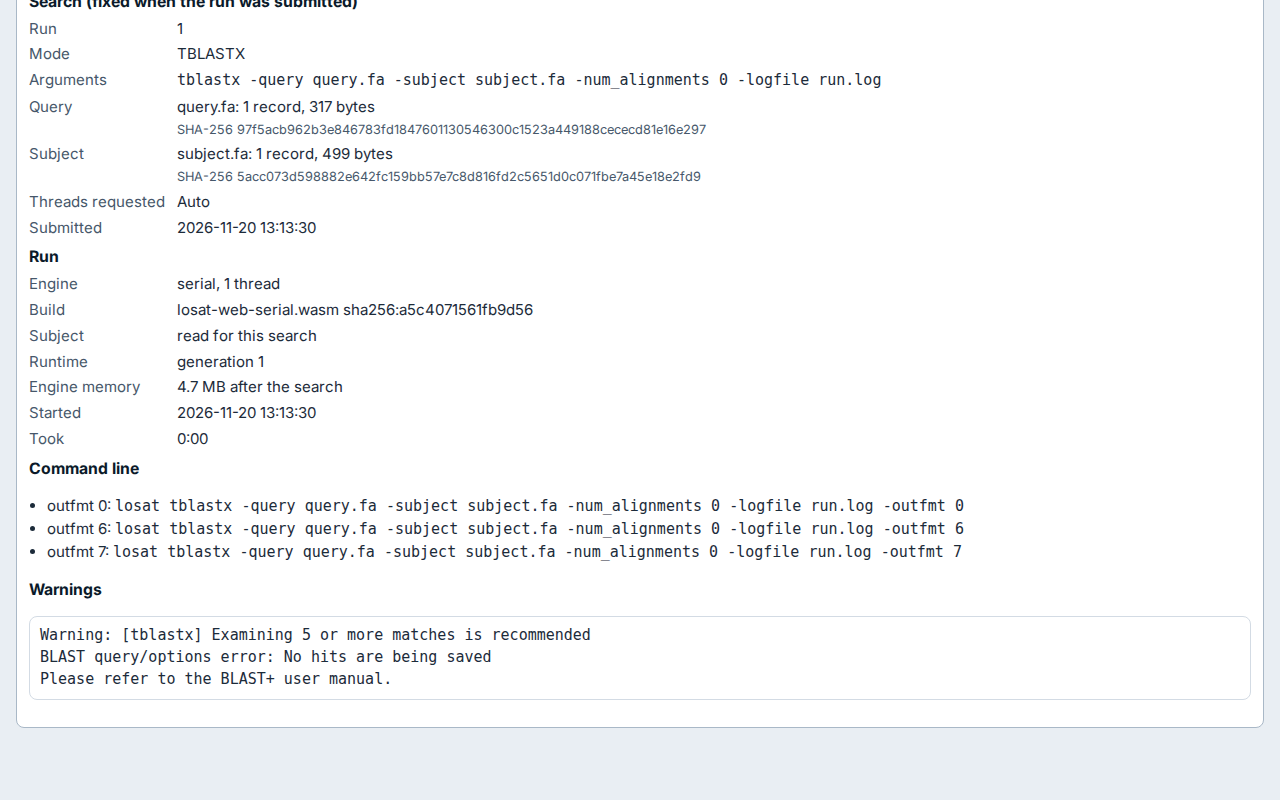 Search (fixed when the run was submitted)
Run 1
Mode TBLASTX
Arguments tblastx -query query.fa -subject subject.fa -num_alignments 0 -logfile run.log
Query query.fa: 1 record, 317 bytes
SHA-256 97f5acb962b3e846783fd1847601130546300c1523a449188cececd81e16e297
Subject subject.fa: 1 record, 499 bytes
SHA-256 5acc073d598882e642fc159bb57e7c8d816fd2c5651d0c071fbe7a45e18e2fd9
Threads requested Auto
Submitted 2026-11-20 13:13:30
Run
Engine serial, 1 thread
Build losat-web-serial.wasm sha256:a5c4071561fb9d56
Subject read for this search
Runtime generation 1
Engine memory 4.7 MB after the search
Started 2026-11-20 13:13:30
Took 0:00
Command line
• outfmt 0: losat tblastx -query query.fa -subject subject.fa -num_alignments 0 -logfile run.log -outfmt 0
• outfmt 6: losat tblastx -query query.fa -subject subject.fa -num_alignments 0 -logfile run.log -outfmt 6
• outfmt 7: losat tblastx -query query.fa -subject subject.fa -num_alignments 0 -logfile run.log -outfmt 7
Warnings
Warning: [tblastx] Examining 5 or more matches is recommended
BLAST query/options error: No hits are being saved
Please refer to the BLAST+ user manual.